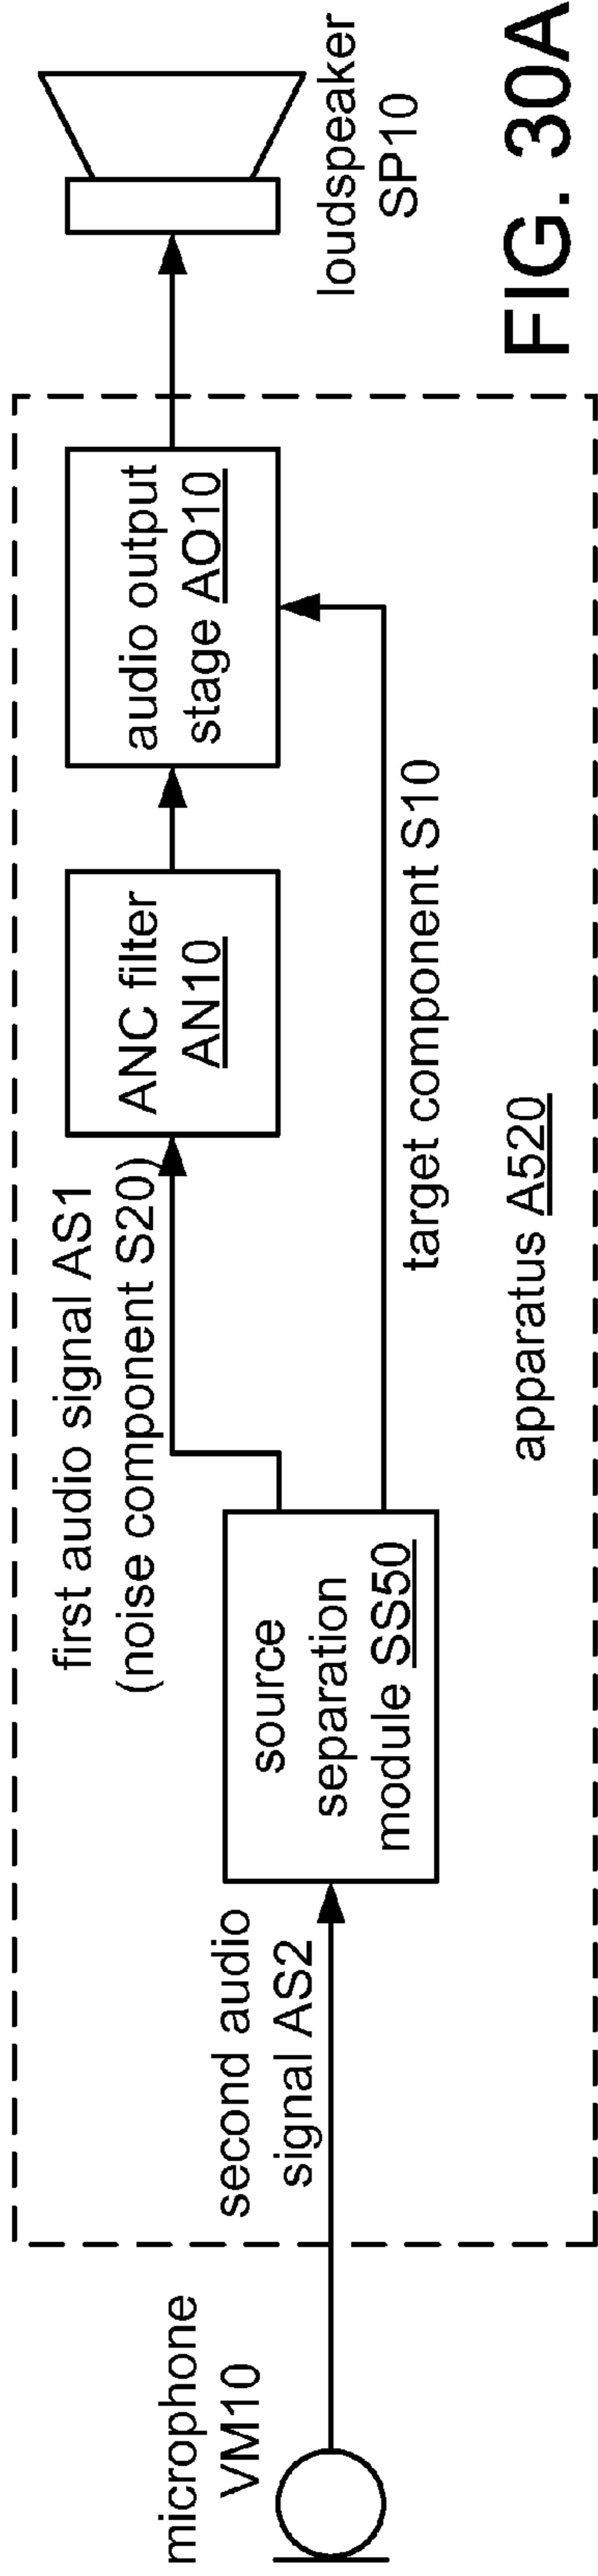 microphone
VM10
second audio
signal AS2
source
separation
module SS50
first audio signal AS1
(noise component S20)
ANC filter
AN10
audio output
stage AO10
target component S10
apparatus A520
loudspeaker
SP10
FIG. 30A